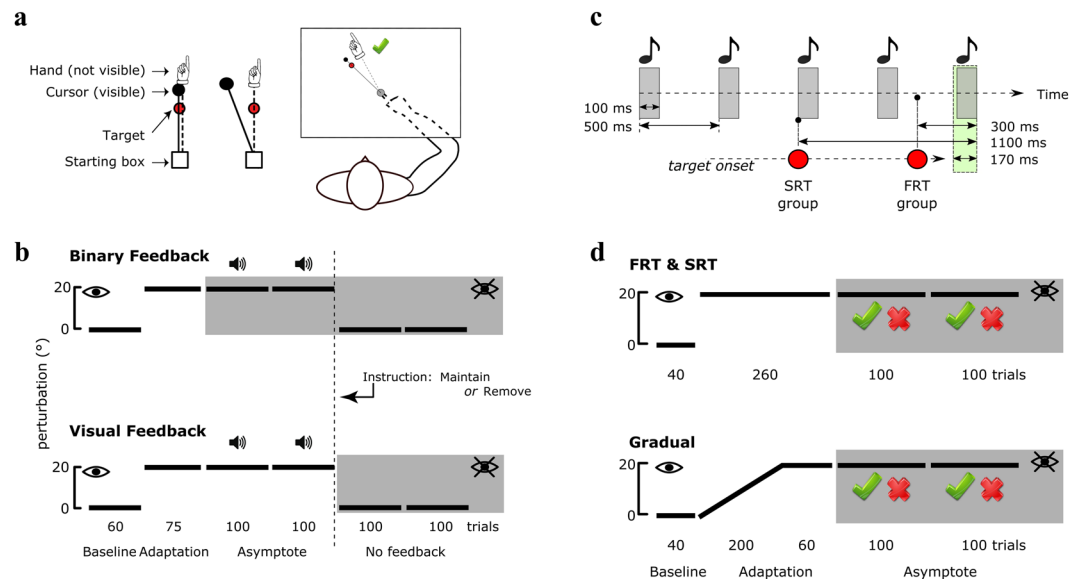 a
Hand (not visible)
Cursor (visible)
Target
Starting box
b
Binary Feedback
20
0
perturbation (°)
Instruction: Maintain
or Remove
Visual Feedback
20
0
60 75 100 100 100 100 trials
Baseline Adaptation Asymptote No feedback
c
Time
100 ms
500 ms
300 ms
1100 ms
170 ms
target onset
SRT
group
FRT
group
d
FRT & SRT
20
0
40 260 100 100 trials
Gradual
20
0
40 200 60 100 100 trials
Baseline Adaptation Asymptote